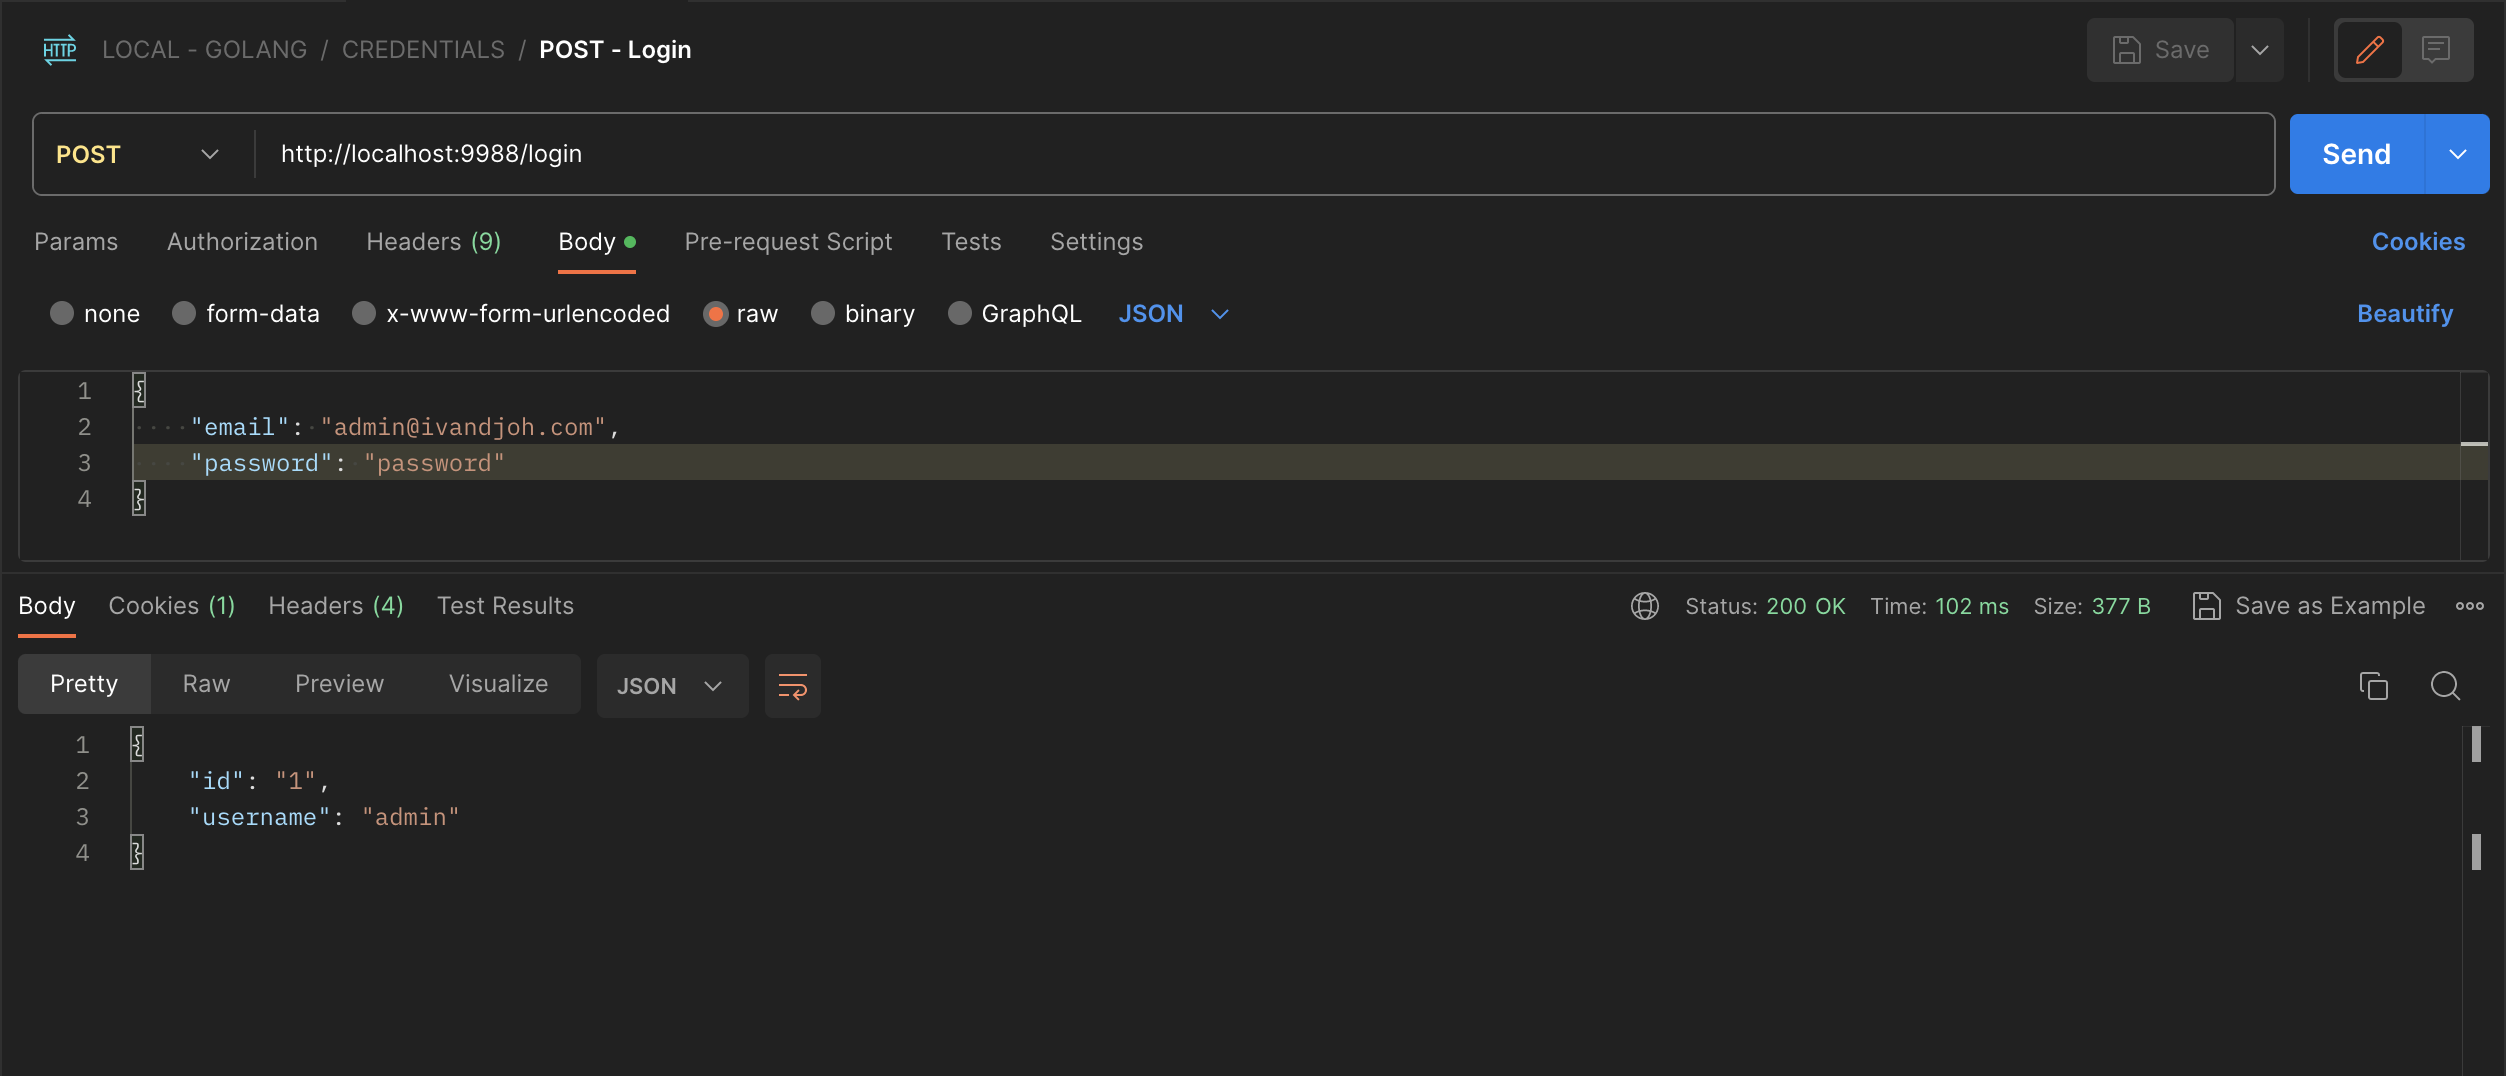 HTTP LOCAL - GOLANG / CREDENTIALS / POST - Login Save
POST http://localhost:9988/login Send
Params Authorization Headers (9) Body Pre-request Script Tests Settings Cookies
none form-data x-www-form-urlencoded raw binary GraphQL JSON Beautify
1 {
2 "email": "admin@ivandjoh.com",
3 "password": "password"
4 }
Body Cookies (1) Headers (4) Test Results Status: 200 OK Time: 102 ms Size: 377 B Save as Example
Pretty Raw Preview Visualize JSON
1 {
2 "id": "1",
3 "username": "admin"
4 }